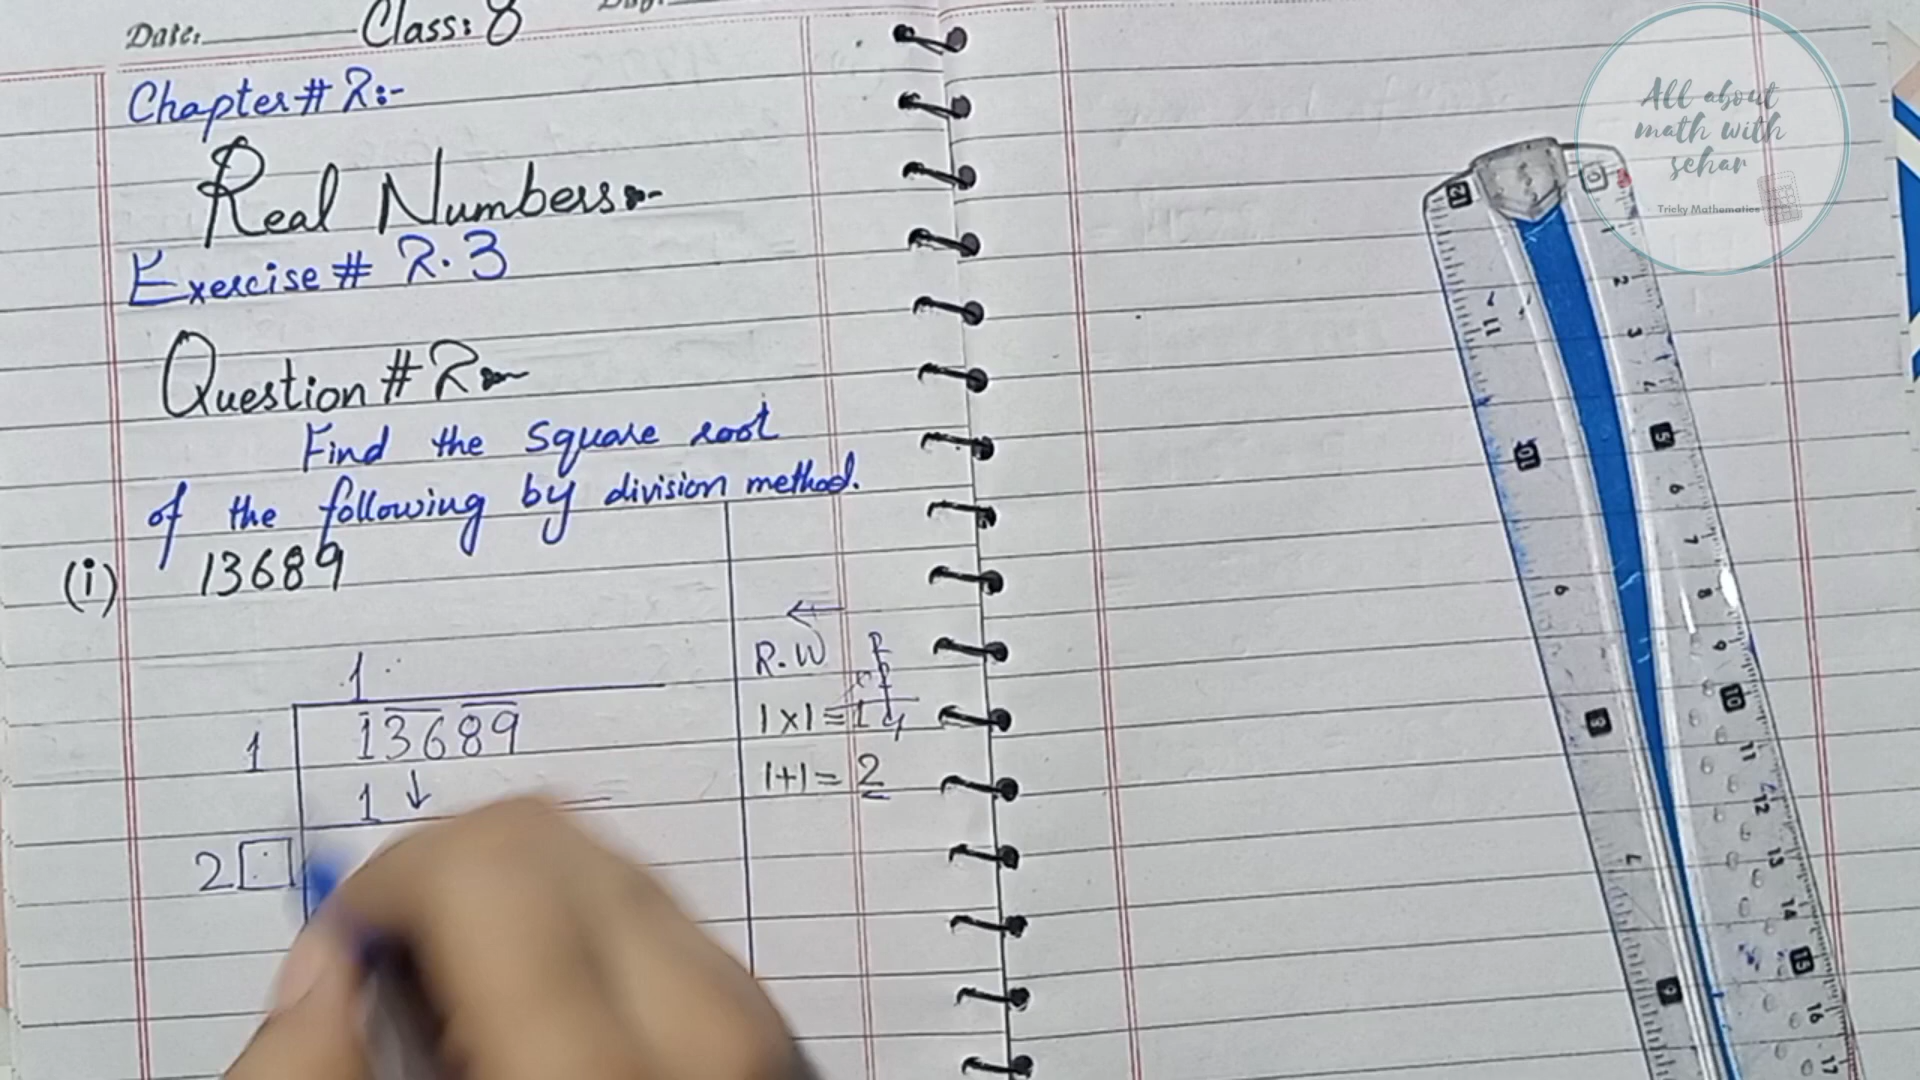 Date: Class: 8
Chapter # 2:-
Real Numbers:-
Exercise # 2.3
Question # 2:-
Find the square root
of the following by division method.
(i) 13689
1
1 13689
1 ↓
2
R.W
1x1=1
1+1=2
All about
math with
sehar
Tricky Mathematics